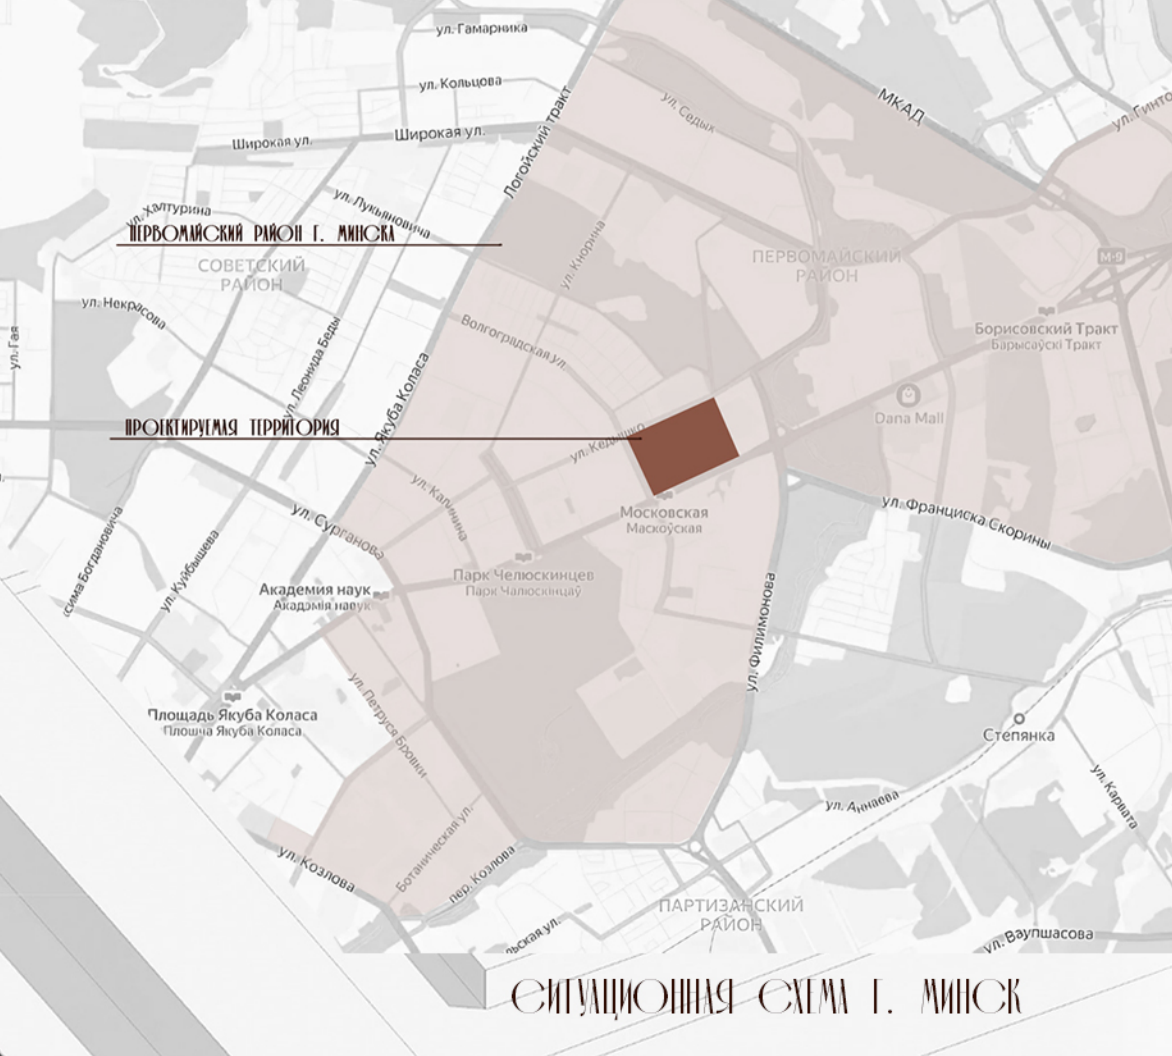 ул. Гамарника
ул. Кольцова
МКАД
ул. Гинто
Широкая ул.
Широкая ул.
ул. Седых
Логойский тракт
ул. Халтурина
ул. Лукьяновича
ПЕРВОМАЙСКИЙ РАЙОН Г. МИНСКА
СОВЕТСКИЙ
РАЙОН
ул. Кнорина
ПЕРВОМАЙСКИЙ
РАЙОН
М-9
ул. Некрасова
ул. Гая
ул. Леонида Беды
Волгоградская ул.
Борисовский Тракт
Барысаўскі Тракт
ул. Якуба Коласа
Dana Mall
ПРОЕКТИРУЕМАЯ ТЕРРИТОРИЯ
ул. Кедышко
ул. Калинина
Московская
Маскоўская
ул. Франциска Скорины
ул. Сурганова
сима Богдановича
ул. Куйбышева
Парк Челюскинцев
Парк Чалюскінцаў
Академия наук
Акадэмія навук
ул. Филимонова
ул. Петруся Бровки
Площадь Якуба Коласа
Плошча Якуба Коласа
Степянка
ул. Карвата
ул. Аннаева
Ботаническая ул.
ул. Козлова
пер. Козлова
ПАРТИЗАНСКИЙ
РАЙОН
льская ул.
ул. Ваупшасова
СИТУАЦИОННАЯ СХЕМА Г. МИНСК